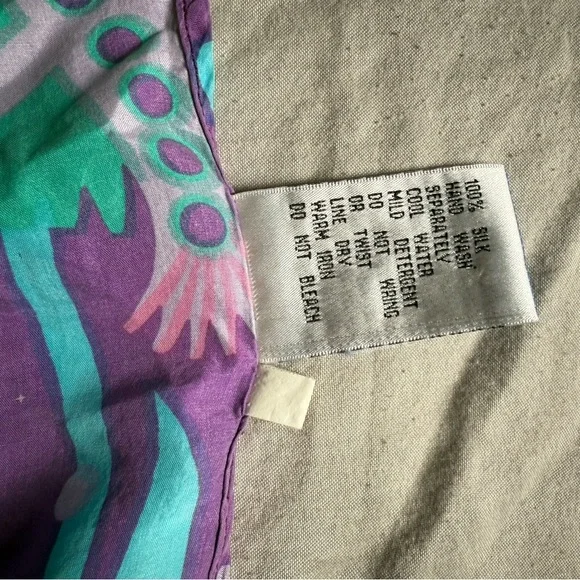 100% SILK
HAND WASH
SEPARATELY
COOL WATER
MILD DETERGENT
DO NOT WRING
OR TWIST
LINE DRY
WARM IRON
DO NOT BLEACH